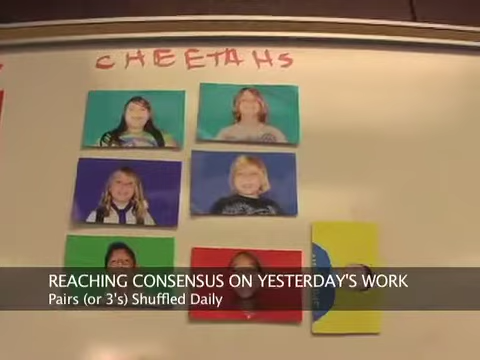 CHEETAHS
REACHING CONSENSUS ON YESTERDAY'S WORK
Pairs (or 3's) Shuffled Daily